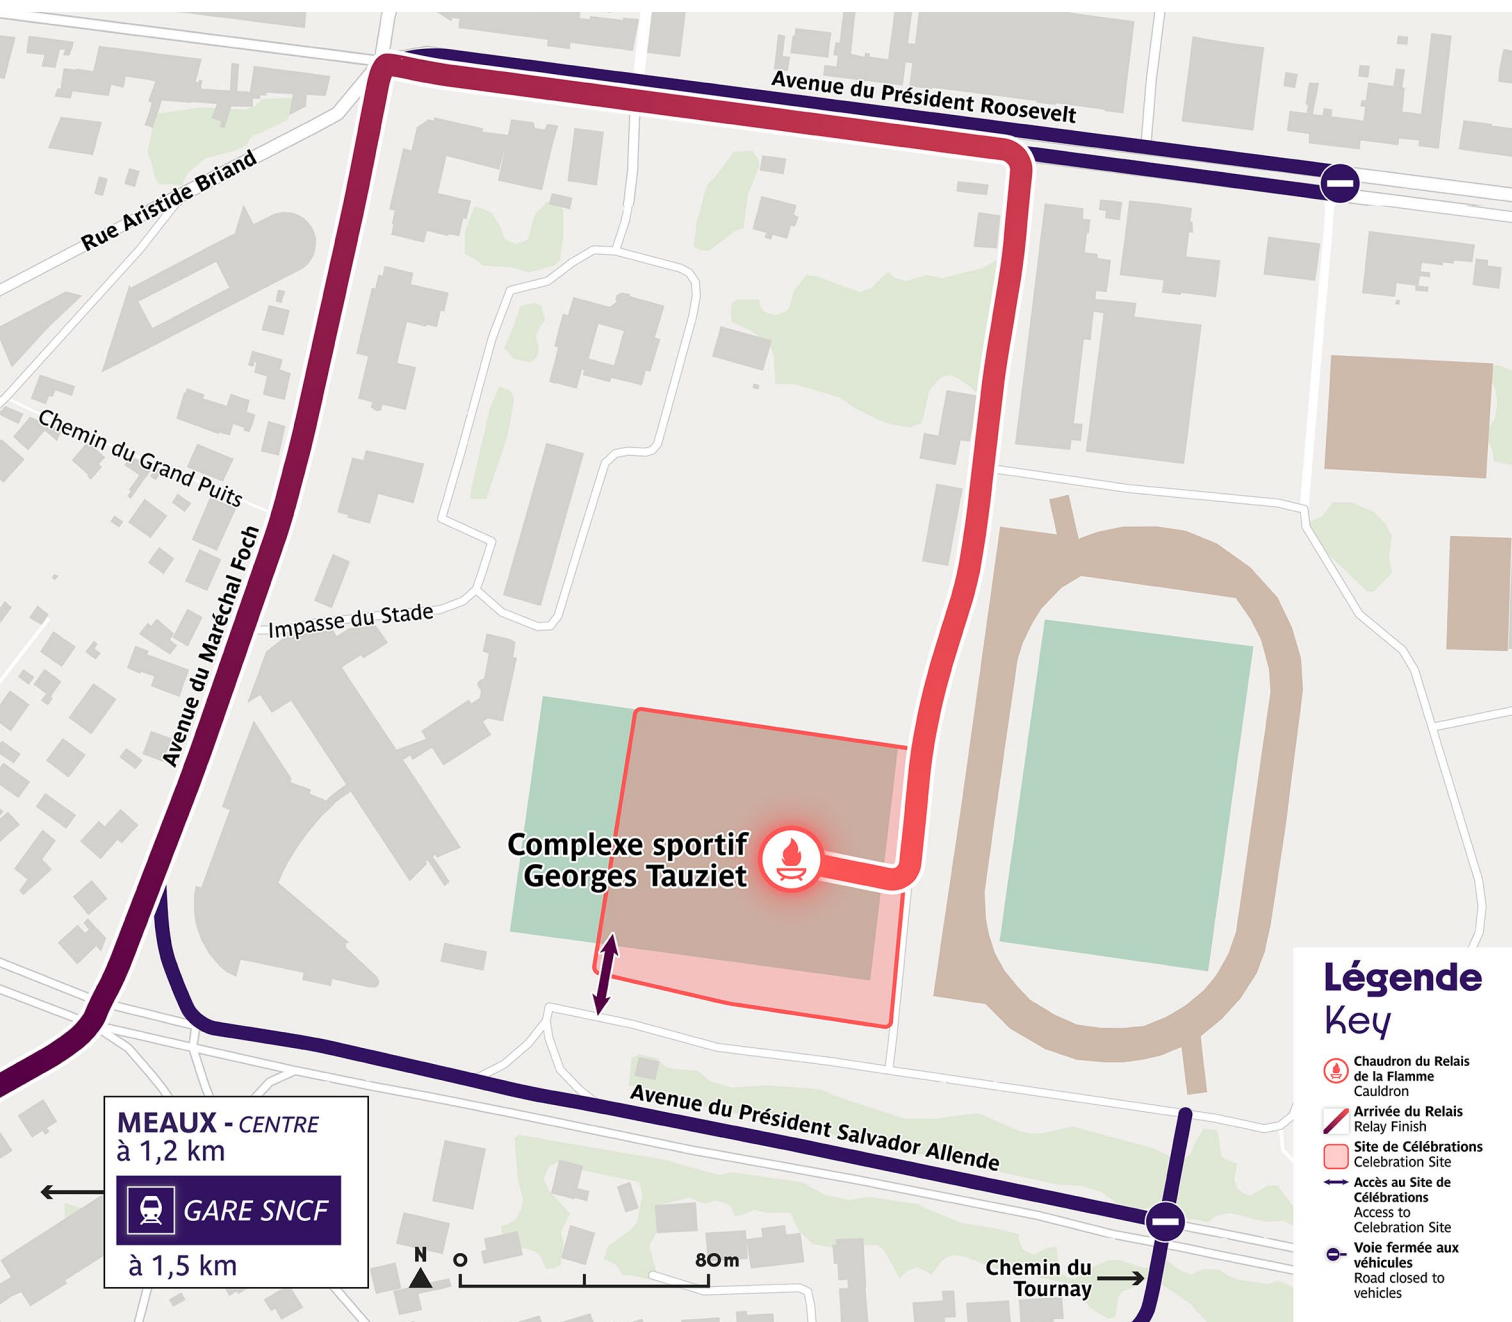 Avenue du Président Roosevelt
Rue Aristide Briand
Chemin du Grand Puits
Avenue du Maréchal Foch
Impasse du Stade
Complexe sportif
Georges Tauziet
Avenue du Président Salvador Allende
Chemin du
Tournay
MEAUX - CENTRE
à 1,2 km
GARE SNCF
à 1,5 km
N
0
80m
Légende
Key
Chaudron du Relais
de la Flamme
Cauldron
Arrivée du Relais
Relay Finish
Site de Célébrations
Celebration Site
Accès au Site de
Célébrations
Access to
Celebration Site
Voie fermée aux
véhicules
Road closed to
vehicles